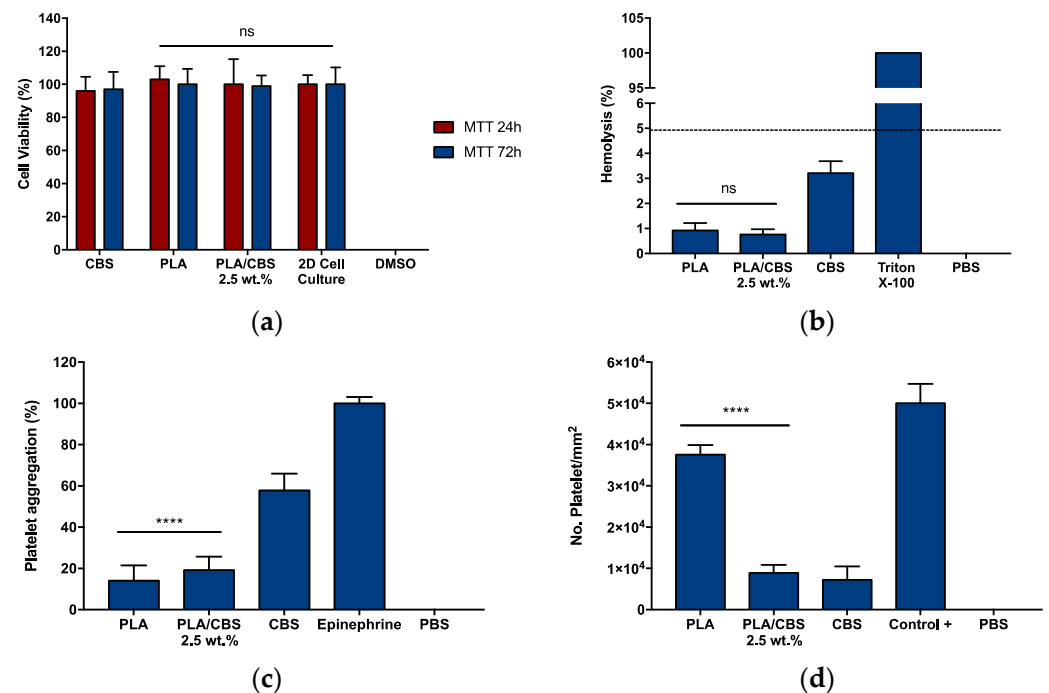 ns
Cell Viability (%)
140
120
100
80
60
40
20
0
CBS
PLA
PLA/CBS
2.5 wt.%
2D Cell
Culture
DMSO
MTT 24h
MTT 72h
(a)
Hemolysis (%)
100
95
6
5
4
3
2
1
0
ns
PLA
PLA/CBS
2.5 wt.%
CBS
Triton
X-100
PBS
(b)
Platelet aggregation (%)
120
100
80
60
40
20
0
****
PLA
PLA/CBS
2.5 wt.%
CBS
Epinephrine
PBS
(c)
No. Platelet/mm²
6×10⁴
5×10⁴
4×10⁴
3×10⁴
2×10⁴
1×10⁴
0
****
PLA
PLA/CBS
2.5 wt.%
CBS
Control +
PBS
(d)